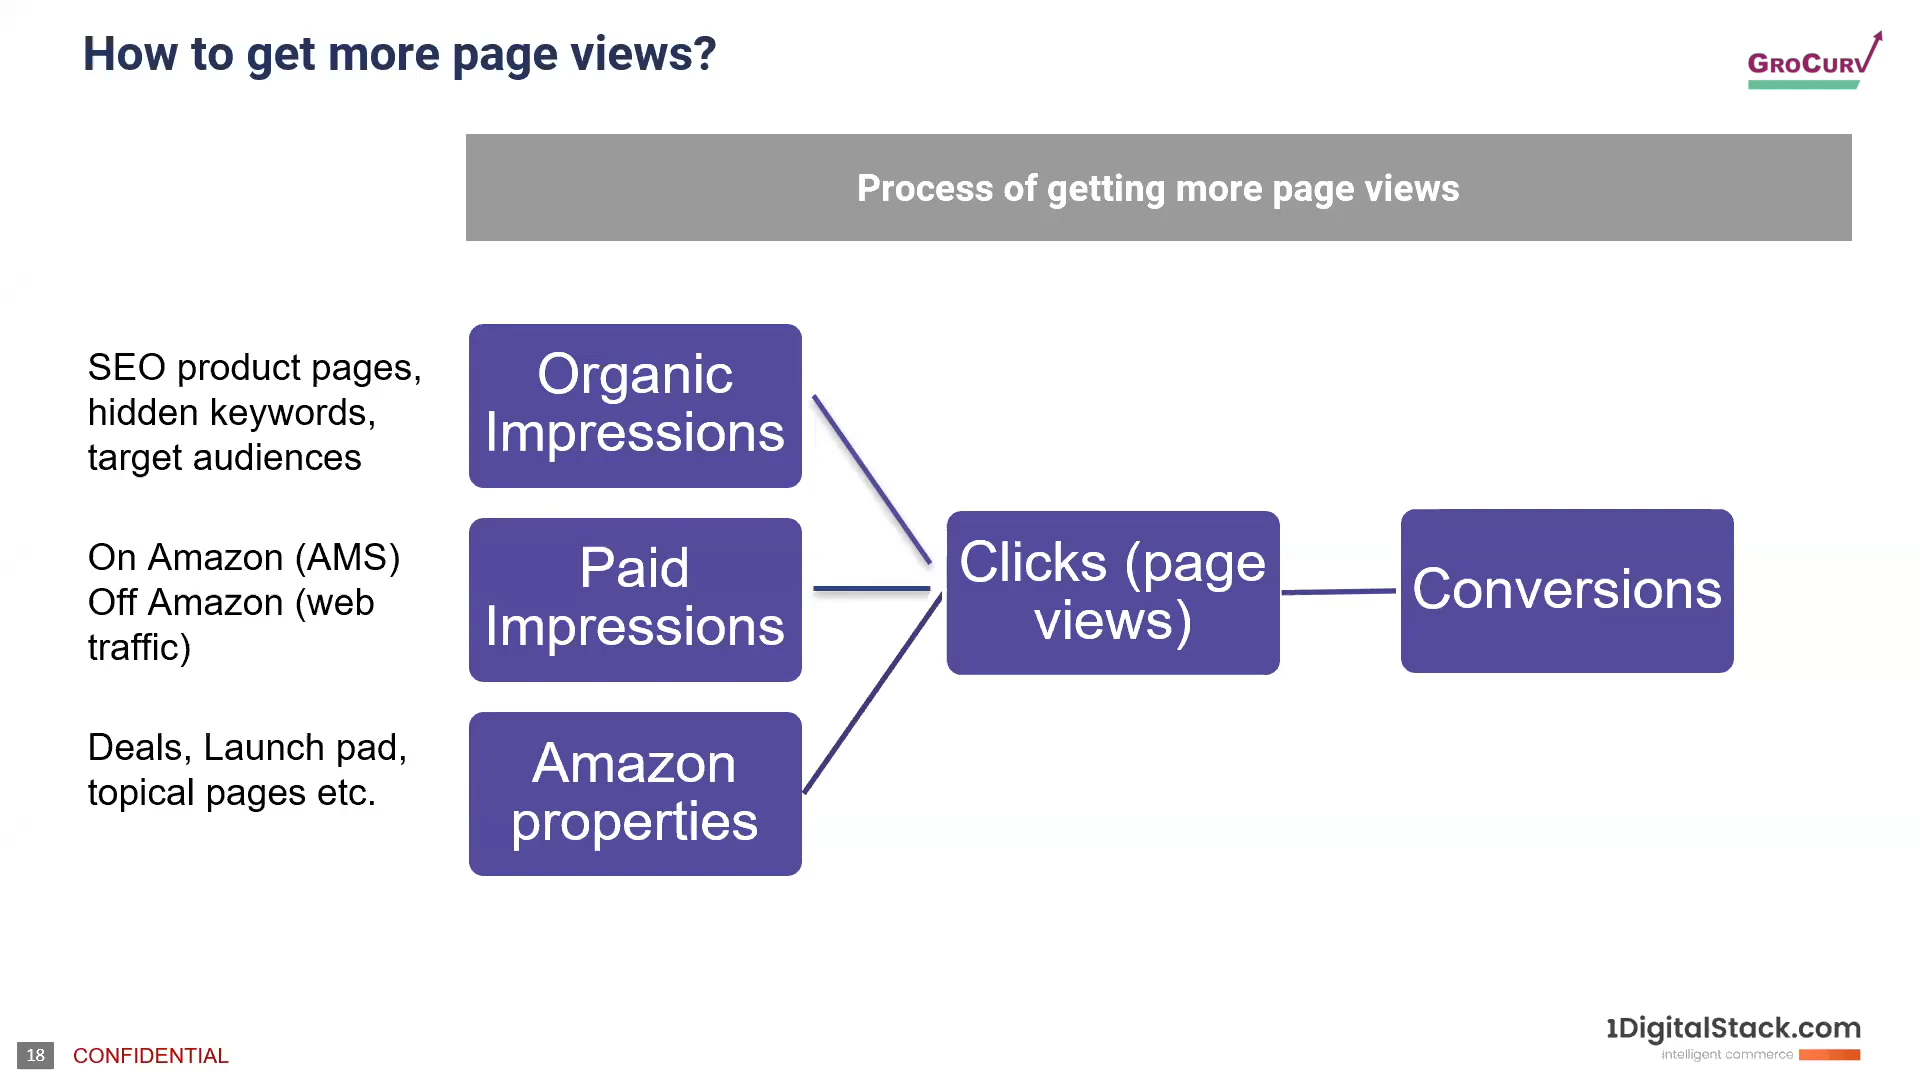 How to get more page views?
GROCURV
Process of getting more page views
SEO product pages,
hidden keywords,
target audiences
Organic
Impressions
On Amazon (AMS)
Off Amazon (web
traffic)
Paid
Impressions
Deals, Launch pad,
topical pages etc.
Amazon
properties
Clicks (page
views)
Conversions
18
CONFIDENTIAL
1DigitalStack.com
intelligent commerce